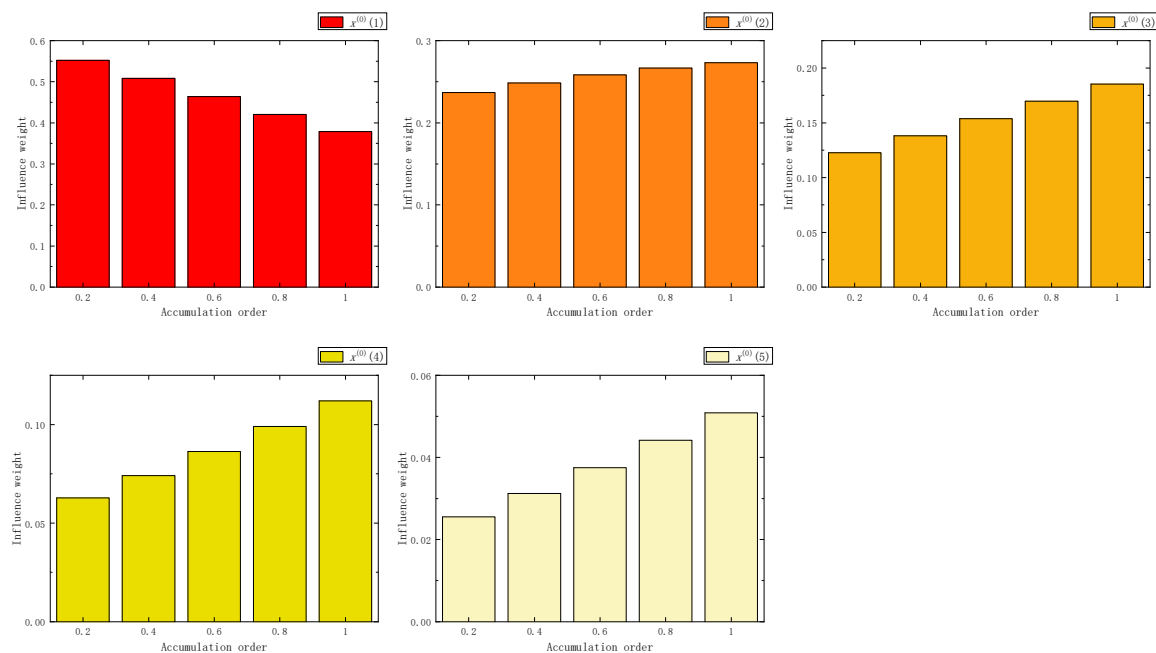 x^(0)(1)
0.6
0.5
0.4
0.3
0.2
0.1
0.0
Influence weight
0.2 0.4 0.6 0.8 1
Accumulation order
x^(0)(2)
0.3
0.2
0.1
0.0
Influence weight
0.2 0.4 0.6 0.8 1
Accumulation order
x^(0)(3)
0.20
0.15
0.10
0.05
0.00
Influence weight
0.2 0.4 0.6 0.8 1
Accumulation order
x^(0)(4)
0.10
0.05
0.00
Influence weight
0.2 0.4 0.6 0.8 1
Accumulation order
x^(0)(5)
0.06
0.04
0.02
0.00
Influence weight
0.2 0.4 0.6 0.8 1
Accumulation order